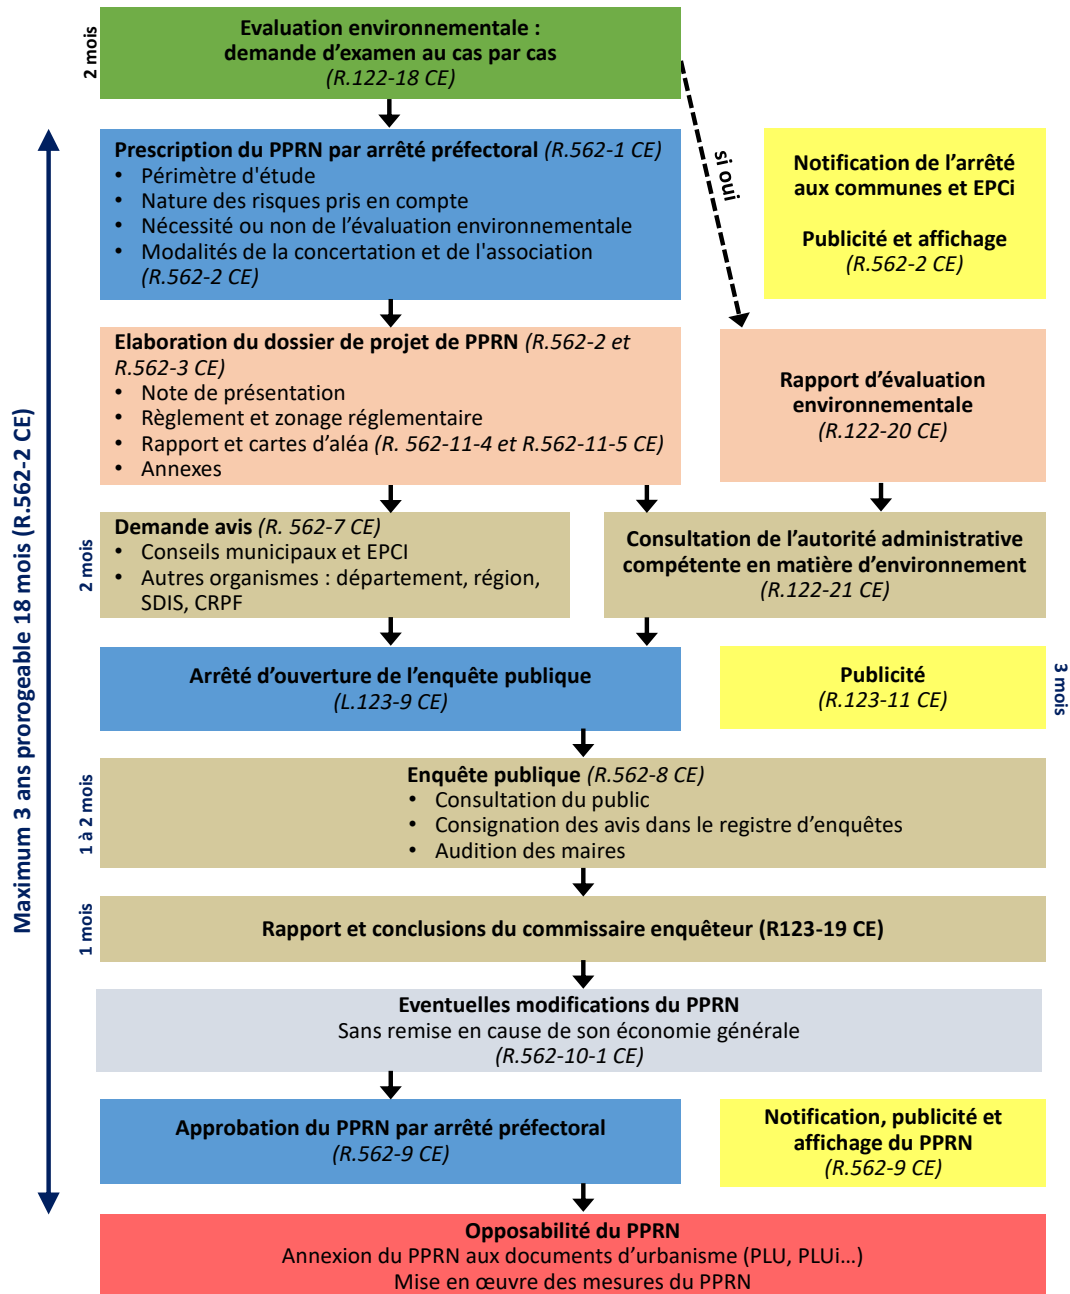 2 mois
Evaluation environnementale :
demande d’examen au cas par cas
(R.122-18 CE)
si oui
Maximum 3 ans prorogeable 18 mois (R.562-2 CE)
Prescription du PPRN par arrêté préfectoral (R.562-1 CE)
• Périmètre d'étude
• Nature des risques pris en compte
• Nécessité ou non de l’évaluation environnementale
• Modalités de la concertation et de l'association
(R.562-2 CE)
Notification de l’arrêté
aux communes et EPCi
Publicité et affichage
(R.562-2 CE)
Elaboration du dossier de projet de PPRN (R.562-2 et
R.562-3 CE)
• Note de présentation
• Règlement et zonage réglementaire
• Rapport et cartes d’aléa (R. 562-11-4 et R.562-11-5 CE)
• Annexes
Rapport d’évaluation
environnementale
(R.122-20 CE)
2 mois
Demande avis (R. 562-7 CE)
• Conseils municipaux et EPCI
• Autres organismes : département, région,
SDIS, CRPF
Consultation de l’autorité administrative
compétente en matière d’environnement
(R.122-21 CE)
Arrêté d’ouverture de l’enquête publique
(L.123-9 CE)
Publicité
(R.123-11 CE)
3 mois
1 à 2 mois
Enquête publique (R.562-8 CE)
• Consultation du public
• Consignation des avis dans le registre d’enquêtes
• Audition des maires
1 mois
Rapport et conclusions du commissaire enquêteur (R123-19 CE)
Eventuelles modifications du PPRN
Sans remise en cause de son économie générale
(R.562-10-1 CE)
Approbation du PPRN par arrêté préfectoral
(R.562-9 CE)
Notification, publicité et
affichage du PPRN
(R.562-9 CE)
Opposabilité du PPRN
Annexion du PPRN aux documents d’urbanisme (PLU, PLUi…)
Mise en œuvre des mesures du PPRN